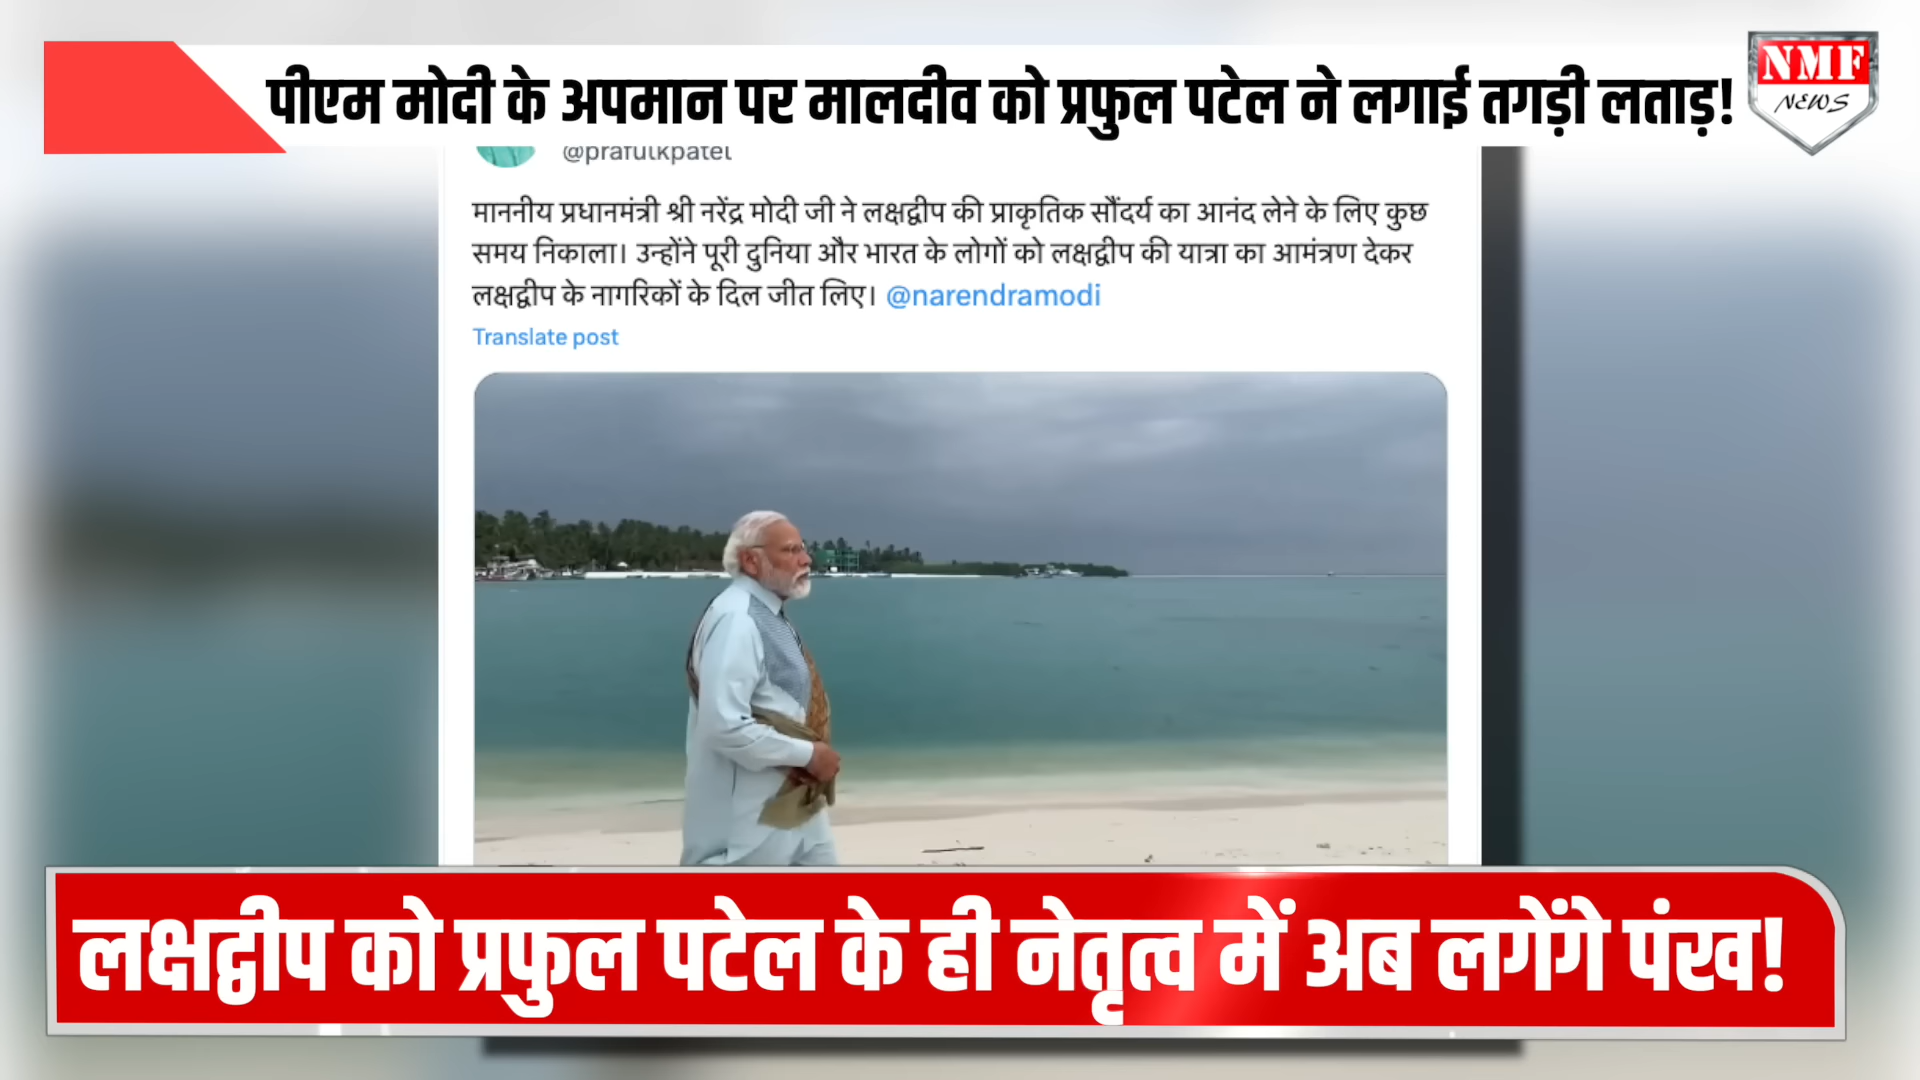 पीएम मोदी के अपमान पर मालदीव को प्रफुल पटेल ने लगाई तगड़ी लताड़!
NMF
NEWS
@prafulkpatel
माननीय प्रधानमंत्री श्री नरेंद्र मोदी जी ने लक्षद्वीप की प्राकृतिक सौंदर्य का आनंद लेने के लिए कुछ
समय निकाला। उन्होंने पूरी दुनिया और भारत के लोगों को लक्षद्वीप की यात्रा का आमंत्रण देकर
लक्षद्वीप के नागरिकों के दिल जीत लिए। @narendramodi
Translate post
लक्षद्वीप को प्रफुल पटेल के ही नेतृत्व में अब लगेंगे पंख!